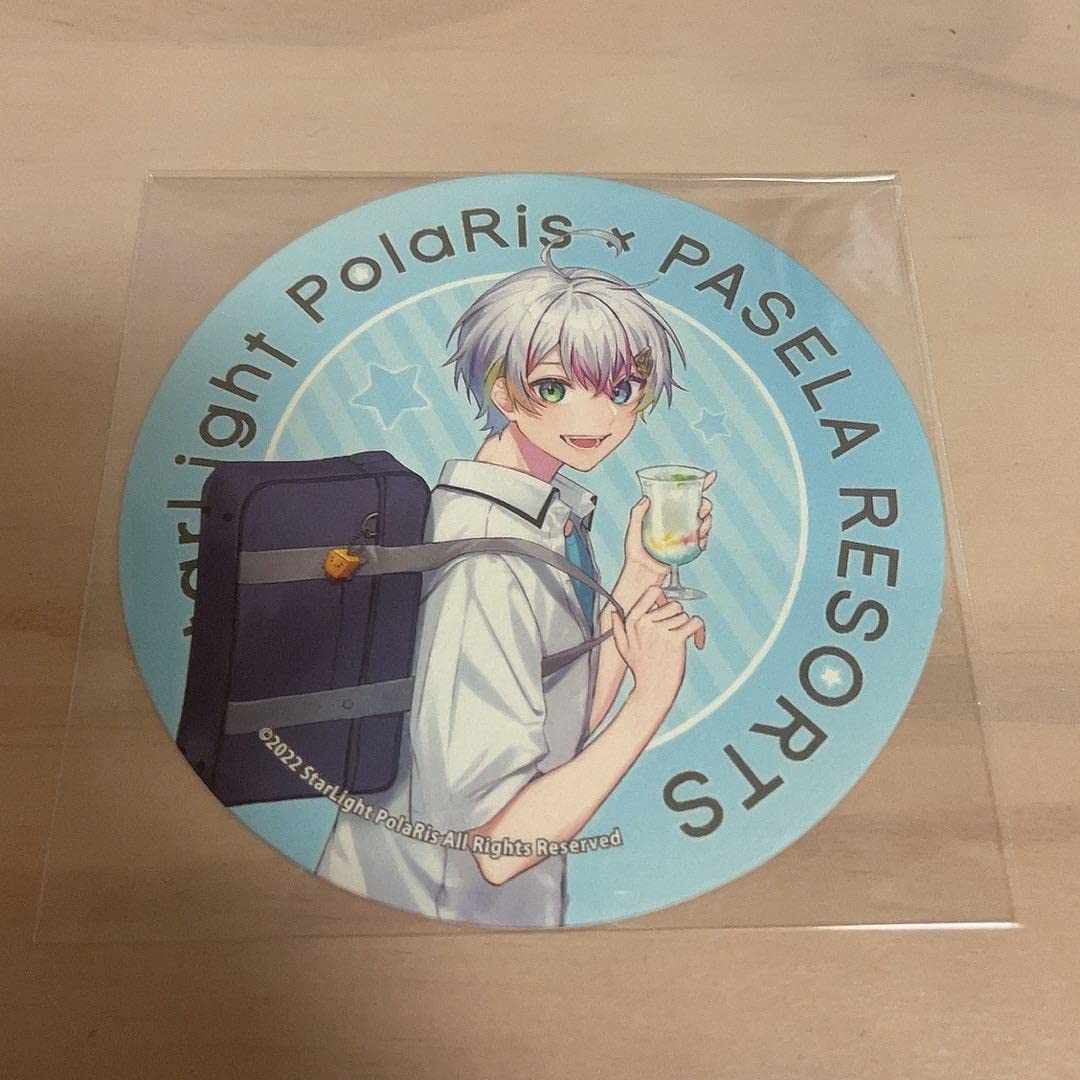 tarLight PolaRis × PASELA RESORTS
©2022 StarLight PolaRis All Rights Reserved